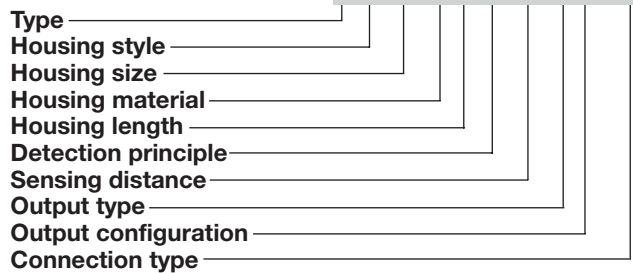 Type
Housing style
Housing size
Housing material
Housing length
Detection principle
Sensing distance
Output type
Output configuration
Connection type